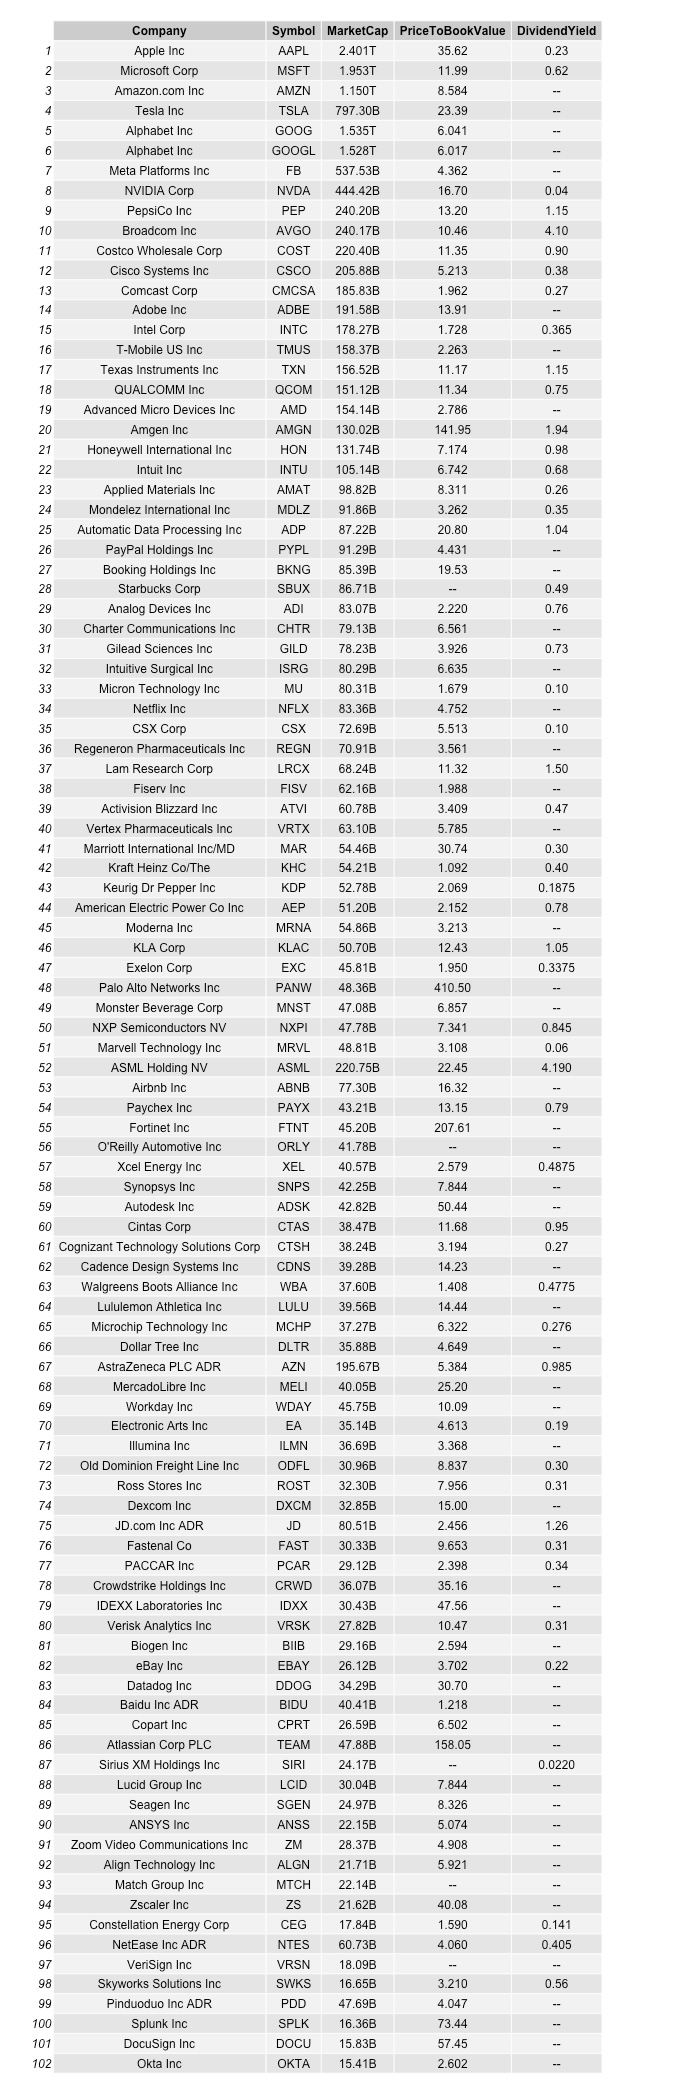 Company Symbol MarketCap PriceToBookValue DividendYield
1 Apple Inc AAPL 2.401T 35.62 0.23
2 Microsoft Corp MSFT 1.953T 11.99 0.62
3 Amazon.com Inc AMZN 1.150T 8.584 --
4 Tesla Inc TSLA 797.30B 23.39 --
5 Alphabet Inc GOOG 1.535T 6.041 --
6 Alphabet Inc GOOGL 1.528T 6.017 --
7 Meta Platforms Inc FB 537.53B 4.362 --
8 NVIDIA Corp NVDA 444.42B 16.70 0.04
9 PepsiCo Inc PEP 240.20B 13.20 1.15
10 Broadcom Inc AVGO 240.17B 10.46 4.10
11 Costco Wholesale Corp COST 220.40B 11.35 0.90
12 Cisco Systems Inc CSCO 205.88B 5.213 0.38
13 Comcast Corp CMCSA 185.83B 1.962 0.27
14 Adobe Inc ADBE 191.58B 13.91 --
15 Intel Corp INTC 178.27B 1.728 0.365
16 T-Mobile US Inc TMUS 158.37B 2.263 --
17 Texas Instruments Inc TXN 156.52B 11.17 1.15
18 QUALCOMM Inc QCOM 151.12B 11.34 0.75
19 Advanced Micro Devices Inc AMD 154.14B 2.786 --
20 Amgen Inc AMGN 130.02B 141.95 1.94
21 Honeywell International Inc HON 131.74B 7.174 0.98
22 Intuit Inc INTU 105.14B 6.742 0.68
23 Applied Materials Inc AMAT 98.82B 8.311 0.26
24 Mondelez International Inc MDLZ 91.86B 3.262 0.35
25 Automatic Data Processing Inc ADP 87.22B 20.80 1.04
26 PayPal Holdings Inc PYPL 91.29B 4.431 --
27 Booking Holdings Inc BKNG 85.39B 19.53 --
28 Starbucks Corp SBUX 86.71B -- 0.49
29 Analog Devices Inc ADI 83.07B 2.220 0.76
30 Charter Communications Inc CHTR 79.13B 6.561 --
31 Gilead Sciences Inc GILD 78.23B 3.926 0.73
32 Intuitive Surgical Inc ISRG 80.29B 6.635 --
33 Micron Technology Inc MU 80.31B 1.679 0.10
34 Netflix Inc NFLX 83.36B 4.752 --
35 CSX Corp CSX 72.69B 5.513 0.10
36 Regeneron Pharmaceuticals Inc REGN 70.91B 3.561 --
37 Lam Research Corp LRCX 68.24B 11.32 1.50
38 Fiserv Inc FISV 62.16B 1.988 --
39 Activision Blizzard Inc ATVI 60.78B 3.409 0.47
40 Vertex Pharmaceuticals Inc VRTX 63.10B 5.785 --
41 Marriott International Inc/MD MAR 54.46B 30.74 0.30
42 Kraft Heinz Co/The KHC 54.21B 1.092 0.40
43 Keurig Dr Pepper Inc KDP 52.78B 2.069 0.1875
44 American Electric Power Co Inc AEP 51.20B 2.152 0.78
45 Moderna Inc MRNA 54.86B 3.213 --
46 KLA Corp KLAC 50.70B 12.43 1.05
47 Exelon Corp EXC 45.81B 1.950 0.3375
48 Palo Alto Networks Inc PANW 48.36B 410.50 --
49 Monster Beverage Corp MNST 47.08B 6.857 --
50 NXP Semiconductors NV NXPI 47.78B 7.341 0.845
51 Marvell Technology Inc MRVL 48.81B 3.108 0.06
52 ASML Holding NV ASML 220.75B 22.45 4.190
53 Airbnb Inc ABNB 77.30B 16.32 --
54 Paychex Inc PAYX 43.21B 13.15 0.79
55 Fortinet Inc FTNT 45.20B 207.61 --
56 O'Reilly Automotive Inc ORLY 41.78B -- --
57 Xcel Energy Inc XEL 40.57B 2.579 0.4875
58 Synopsys Inc SNPS 42.25B 7.844 --
59 Autodesk Inc ADSK 42.82B 50.44 --
60 Cintas Corp CTAS 38.47B 11.68 0.95
61 Cognizant Technology Solutions Corp CTSH 38.24B 3.194 0.27
62 Cadence Design Systems Inc CDNS 39.28B 14.23 --
63 Walgreens Boots Alliance Inc WBA 37.60B 1.408 0.4775
64 Lululemon Athletica Inc LULU 39.56B 14.44 --
65 Microchip Technology Inc MCHP 37.27B 6.322 0.276
66 Dollar Tree Inc DLTR 35.88B 4.649 --
67 AstraZeneca PLC ADR AZN 195.67B 5.384 0.985
68 MercadoLibre Inc MELI 40.05B 25.20 --
69 Workday Inc WDAY 45.75B 10.09 --
70 Electronic Arts Inc EA 35.14B 4.613 0.19
71 Illumina Inc ILMN 36.69B 3.368 --
72 Old Dominion Freight Line Inc ODFL 30.96B 8.837 0.30
73 Ross Stores Inc ROST 32.30B 7.956 0.31
74 Dexcom Inc DXCM 32.85B 15.00 --
75 JD.com Inc ADR JD 80.51B 2.456 1.26
76 Fastenal Co FAST 30.33B 9.653 0.31
77 PACCAR Inc PCAR 29.12B 2.398 0.34
78 Crowdstrike Holdings Inc CRWD 36.07B 35.16 --
79 IDEXX Laboratories Inc IDXX 30.43B 47.56 --
80 Verisk Analytics Inc VRSK 27.82B 10.47 0.31
81 Biogen Inc BIIB 29.16B 2.594 --
82 eBay Inc EBAY 26.12B 3.702 0.22
83 Datadog Inc DDOG 34.29B 30.70 --
84 Baidu Inc ADR BIDU 40.41B 1.218 --
85 Copart Inc CPRT 26.59B 6.502 --
86 Atlassian Corp PLC TEAM 47.88B 158.05 --
87 Sirius XM Holdings Inc SIRI 24.17B -- 0.0220
88 Lucid Group Inc LCID 30.04B 7.844 --
89 Seagen Inc SGEN 24.97B 8.326 --
90 ANSYS Inc ANSS 22.15B 5.074 --
91 Zoom Video Communications Inc ZM 28.37B 4.908 --
92 Align Technology Inc ALGN 21.71B 5.921 --
93 Match Group Inc MTCH 22.14B -- --
94 Zscaler Inc ZS 21.62B 40.08 --
95 Constellation Energy Corp CEG 17.84B 1.590 0.141
96 NetEase Inc ADR NTES 60.73B 4.060 0.405
97 VeriSign Inc VRSN 18.09B -- --
98 Skyworks Solutions Inc SWKS 16.65B 3.210 0.56
99 Pinduoduo Inc ADR PDD 47.69B 4.047 --
100 Splunk Inc SPLK 16.36B 73.44 --
101 DocuSign Inc DOCU 15.83B 57.45 --
102 Okta Inc OKTA 15.41B 2.602 --